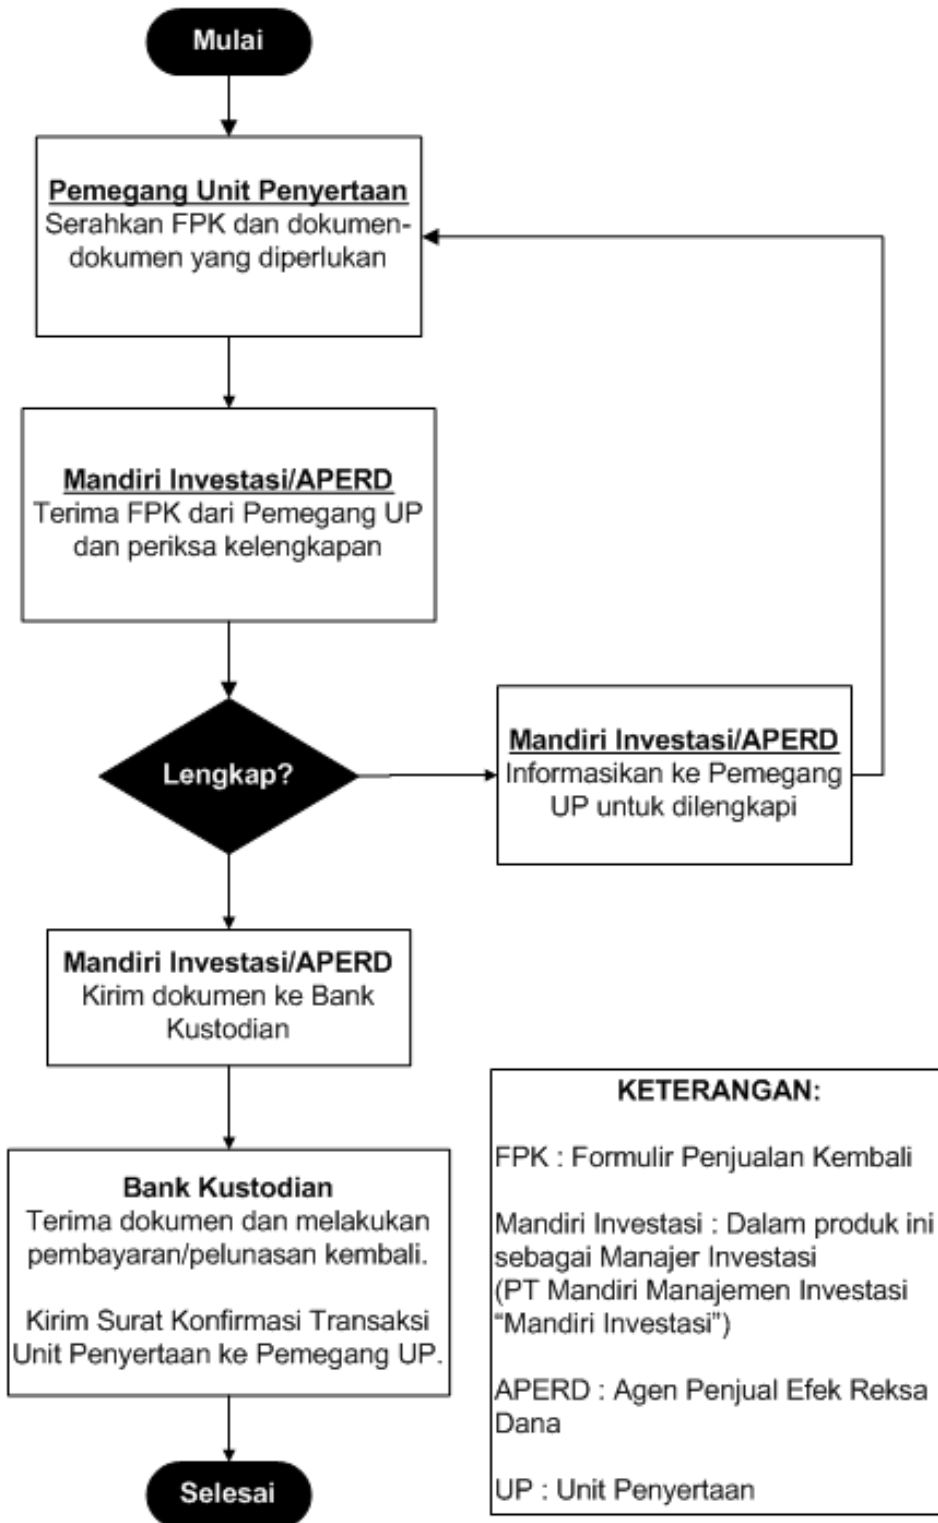 Mulai
Pemegang Unit Penyertaan
Serahkan FPK dan dokumen-
dokumen yang diperlukan
Mandiri Investasi/APERD
Terima FPK dari Pemegang UP
dan periksa kelengkapan
Lengkap?
Mandiri Investasi/APERD
Informasikan ke Pemegang
UP untuk dilengkapi
Mandiri Investasi/APERD
Kirim dokumen ke Bank
Kustodian
Bank Kustodian
Terima dokumen dan melakukan
pembayaran/pelunasan kembali.
Kirim Surat Konfirmasi Transaksi
Unit Penyertaan ke Pemegang UP.
Selesai
KETERANGAN:
FPK : Formulir Penjualan Kembali
Mandiri Investasi : Dalam produk ini
sebagai Manajer Investasi
(PT Mandiri Manajemen Investasi
“Mandiri Investasi”)
APERD : Agen Penjual Efek Reksa
Dana
UP : Unit Penyertaan